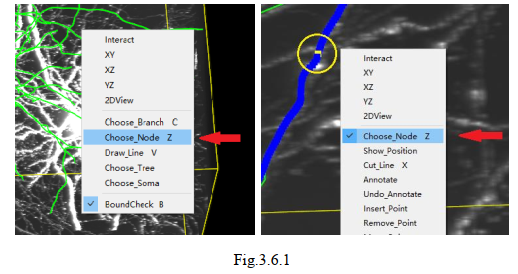 Interact
XY
XZ
YZ
2DView
Choose_Branch C
Choose_Node Z
Draw_Line V
Choose_Tree
Choose_Soma
BoundCheck B
Interact
XY
XZ
YZ
2DView
Choose_Node Z
Show_Position
Cut_Line X
Annotate
Undo_Annotate
Insert_Point
Remove_Point
Fig.3.6.1